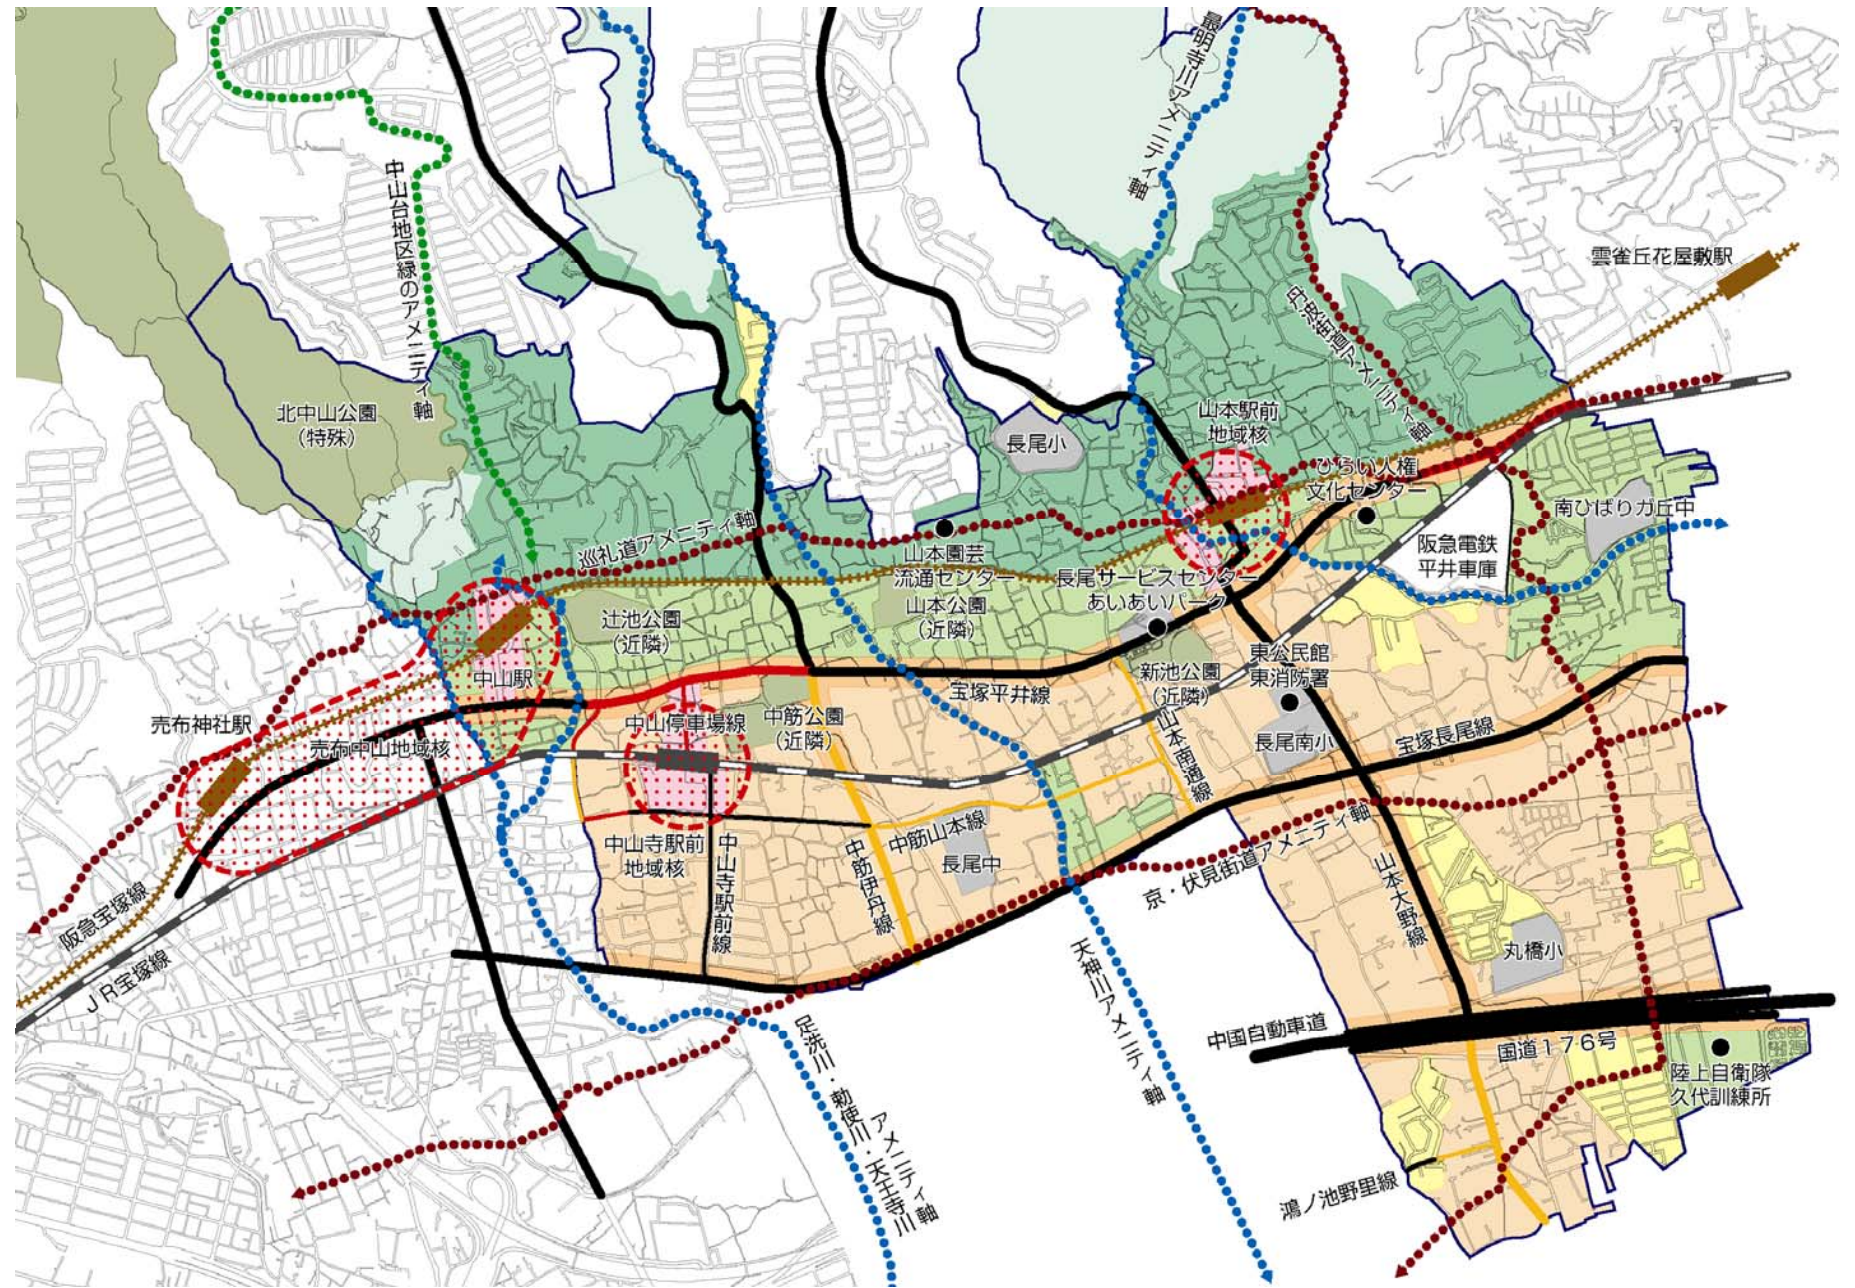 最明寺川アメニティ軸
中山台地区緑のアメニティ軸
雲雀丘花屋敷駅
丹波街道アメニティ軸
北中山公園
(特殊)
山本駅前
地域核
長尾小
ひらい人権
文化センター
南ひばりガ丘中
巡礼道アメニティ軸
山本園芸
流通センター
阪急電鉄
平井車庫
長尾サービスセンター
あいあいパーク
山本公園
(近隣)
辻池公園
(近隣)
中山駅
東公民館
東消防署
新池公園
(近隣)
宝塚平井線
売布神社駅
中山停車場線
中筋公園
(近隣)
売布中山地域核
山本南通線
長尾南小
宝塚長尾線
中山寺駅前
地域核
中山寺駅前線
中筋山本線
中筋伊丹線
長尾中
京・伏見街道アメニティ軸
山本大野線
阪急宝塚線
JR宝塚線
丸橋小
天神川アメニティ軸
中国自動車道
国道176号
足洗川・勅使川・天王寺川
アメニティ軸
陸上自衛隊
久代訓練所
鴻ノ池野里線